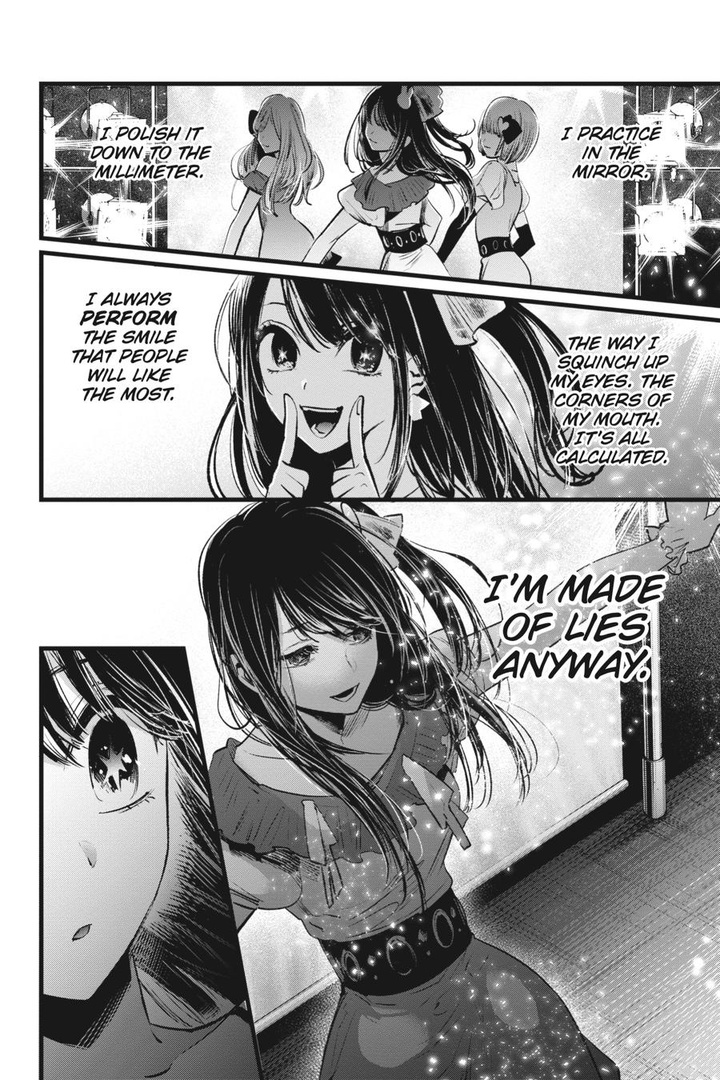 I PRACTICE
IN THE
MIRROR.
I POLISH IT
DOWN TO THE
MILLIMETER.
THE WAY I
SQUINCH UP
MY EYES. THE
CORNERS OF
MY MOUTH.
IT'S ALL
CALCULATED.
I ALWAYS
PERFORM
THE SMILE
THAT PEOPLE
WILL LIKE
THE MOST.
I'M MADE
OF LIES
ANYWAY.